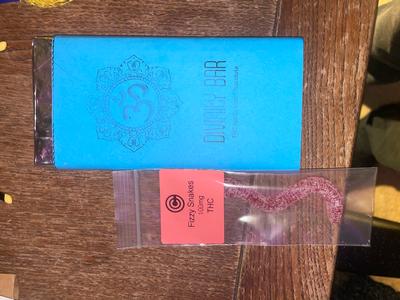 DIVINITY BAR
Fizzy Snakes
100mg
THC